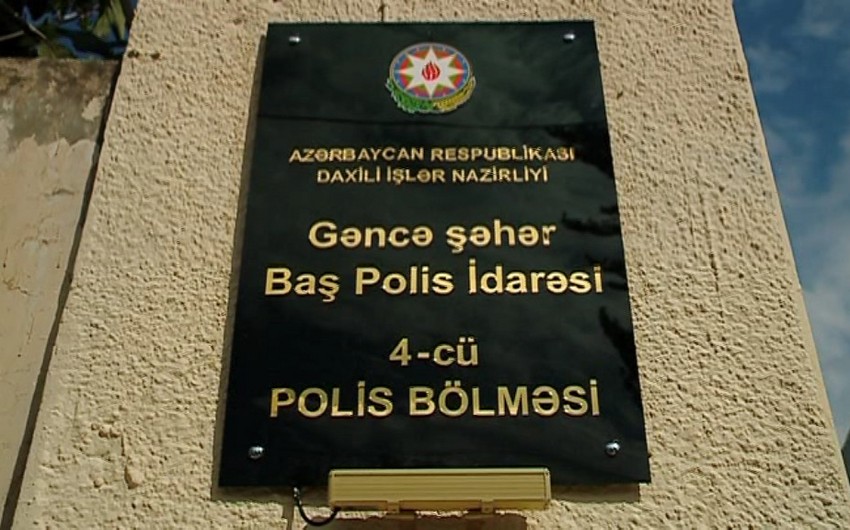 AZƏRBAYCAN RESPUBLİKASI
DAXİLİ İŞLƏR NAZİRLİYİ
Gəncə şəhər
Baş Polis İdarəsi
4-cü
POLİS BÖLMƏSİ